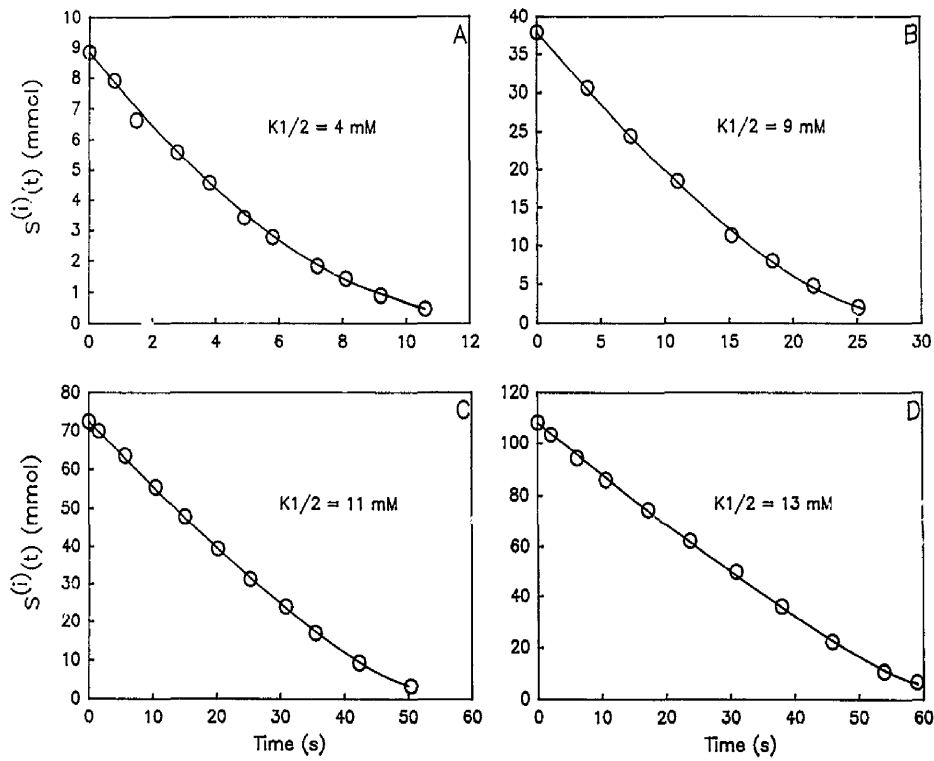 A
10
9
8
7
6
5
4
3
2
1
0
S(i)(t) (mmol)
K1/2 = 4 mM
0 2 4 6 8 10 12
B
40
35
30
25
20
15
10
5
0
K1/2 = 9 mM
0 5 10 15 20 25 30
C
80
70
60
50
40
30
20
10
0
S(i)(t) (mmol)
K1/2 = 11 mM
0 10 20 30 40 50 60
Time (s)
D
120
100
80
60
40
20
0
K1/2 = 13 mM
0 10 20 30 40 50 60
Time (s)